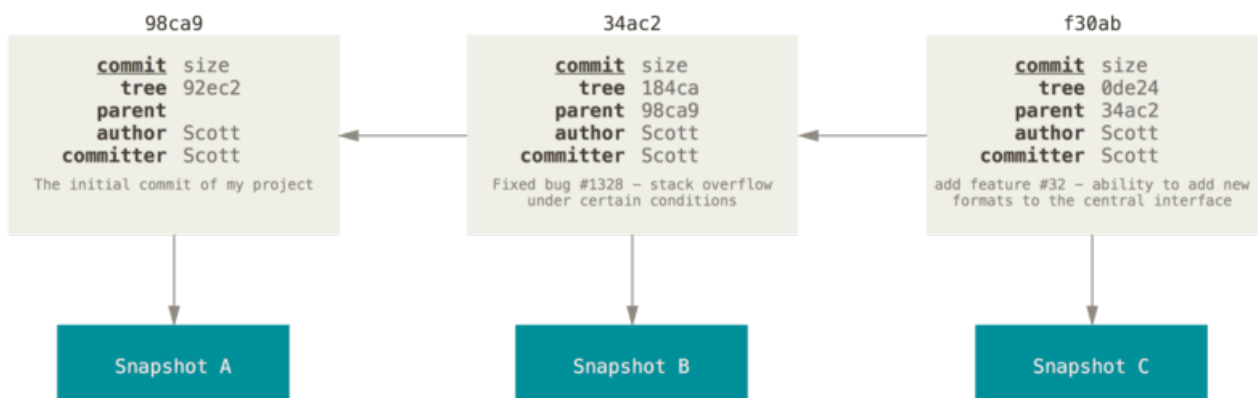 98ca9
commit size
tree 92ec2
parent
author Scott
committer Scott
The initial commit of my project
Snapshot A
34ac2
commit size
tree 184ca
parent 98ca9
author Scott
committer Scott
Fixed bug #1328 – stack overflow
under certain conditions
Snapshot B
f30ab
commit size
tree 0de24
parent 34ac2
author Scott
committer Scott
add feature #32 – ability to add new
formats to the central interface
Snapshot C